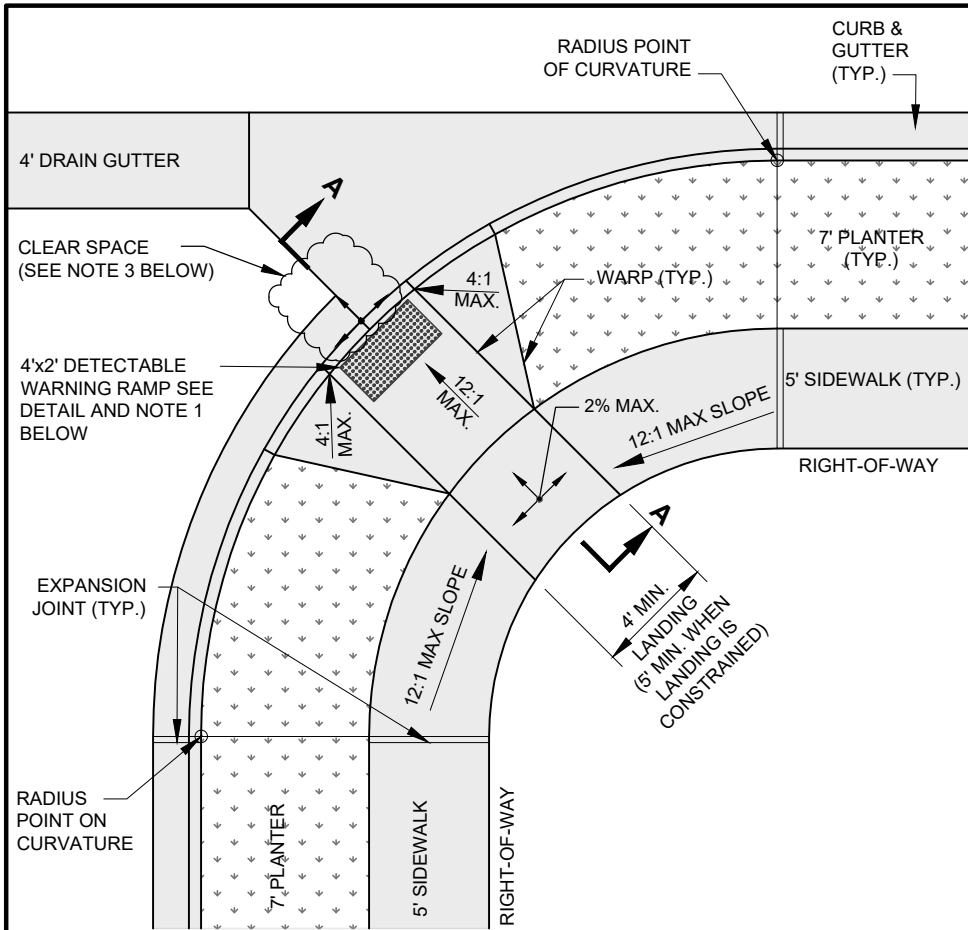 RADIUS POINT
OF CURVATURE
CURB &
GUTTER
(TYP.)
4' DRAIN GUTTER
A
CLEAR SPACE
(SEE NOTE 3 BELOW)
7' PLANTER
(TYP.)
4:1
MAX.
WARP (TYP.)
4'x2' DETECTABLE
WARNING RAMP SEE
DETAIL AND NOTE 1
BELOW
12:1
MAX.
4:1
MAX.
5' SIDEWALK (TYP.)
2% MAX.
12:1 MAX SLOPE
RIGHT-OF-WAY
A
EXPANSION
JOINT (TYP.)
12:1 MAX SLOPE
4' MIN.
LANDING
(5' MIN. WHEN
LANDING IS
CONSTRAINED)
RADIUS
POINT ON
CURVATURE
7' PLANTER
5' SIDEWALK
RIGHT-OF-WAY